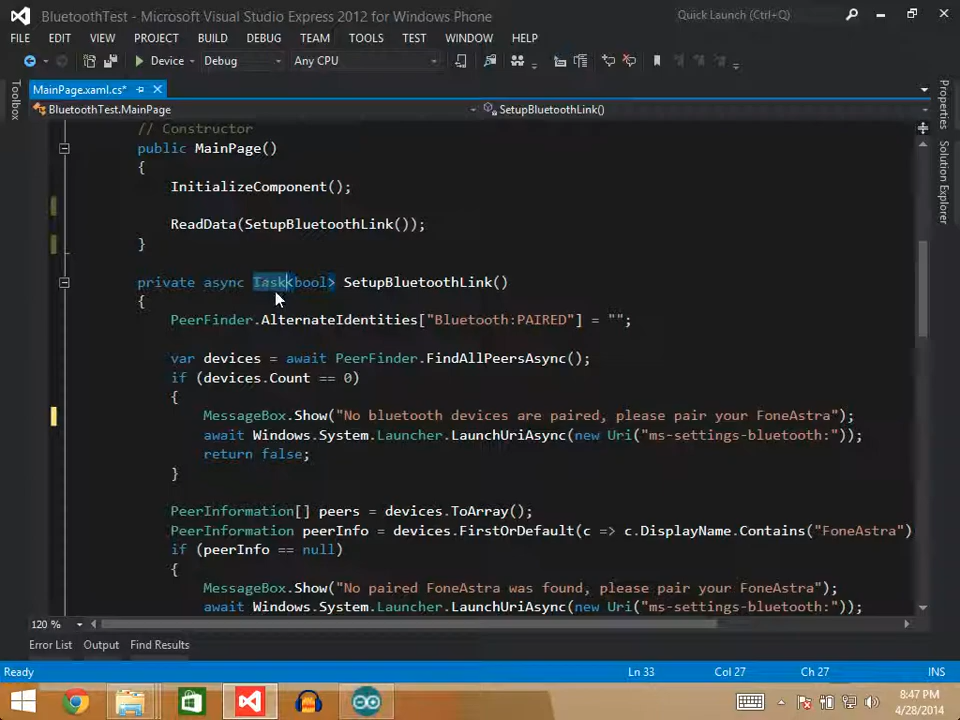 BluetoothTest - Microsoft Visual Studio Express 2012 for Windows Phone
Quick Launch (Ctrl+Q)
FILE EDIT VIEW PROJECT BUILD DEBUG TEAM TOOLS TEST WINDOW HELP
Device Debug Any CPU
MainPage.xaml.cs*
BluetoothTest.MainPage SetupBluetoothLink()
Toolbox
Properties
Solution Explorer
// Constructor
public MainPage()
{
InitializeComponent();
ReadData(SetupBluetoothLink());
}
private async Task<bool> SetupBluetoothLink()
{
PeerFinder.AlternateIdentities["Bluetooth:PAIRED"] = "";
var devices = await PeerFinder.FindAllPeersAsync();
if (devices.Count == 0)
{
MessageBox.Show("No bluetooth devices are paired, please pair your FoneAstra");
await Windows.System.Launcher.LaunchUriAsync(new Uri("ms-settings-bluetooth:"));
return false;
}
PeerInformation[] peers = devices.ToArray();
PeerInformation peerInfo = devices.FirstOrDefault(c => c.DisplayName.Contains("FoneAstra")
if (peerInfo == null)
{
MessageBox.Show("No paired FoneAstra was found, please pair your FoneAstra");
await Windows.System.Launcher.LaunchUriAsync(new Uri("ms-settings-bluetooth:"));
120 %
Error List Output Find Results
Ready Ln 33 Col 27 Ch 27 INS
8:47 PM
4/28/2014